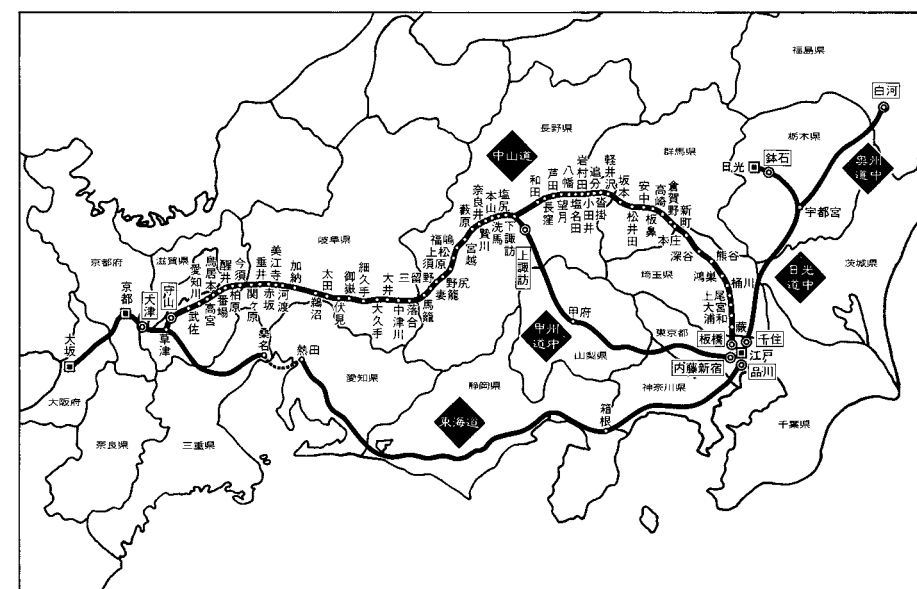 福島県
白河
栃木県
奥州
道中
長野県
中山道
群馬県
日光
鉢石
宇都宮
日光
道中
茨城県
軽井沢
追分
岩村田
八幡
芦田
和田
坂本
安中
高崎
倉賀野
新町
沓掛
小田井
塩名田
望月
長窪
松井田
板鼻
本庄
深谷
熊谷
鴻巣
桶川
上尾
大宮
浦和
蕨
板橋
千住
江戸
内藤新宿
品川
埼玉県
東京都
神奈川県
千葉県
塩尻
本山
奈良井
藪原
下諏訪
洗馬
贄川
宮越
福島
上松
須原
野尻
三留野
妻籠
馬籠
落合
中津川
大井
大久手
細久手
御嶽
伏見
太田
鵜沼
加納
河渡
美江寺
赤坂
垂井
関ヶ原
今須
柏原
醒井
番場
鳥居本
高宮
愛知川
武佐
守山
草津
大津
京都
大坂
上諏訪
甲府
甲州
道中
山梨県
岐阜県
滋賀県
京都府
大阪府
奈良県
三重県
愛知県
静岡県
桑名
熱田
東海道
箱根